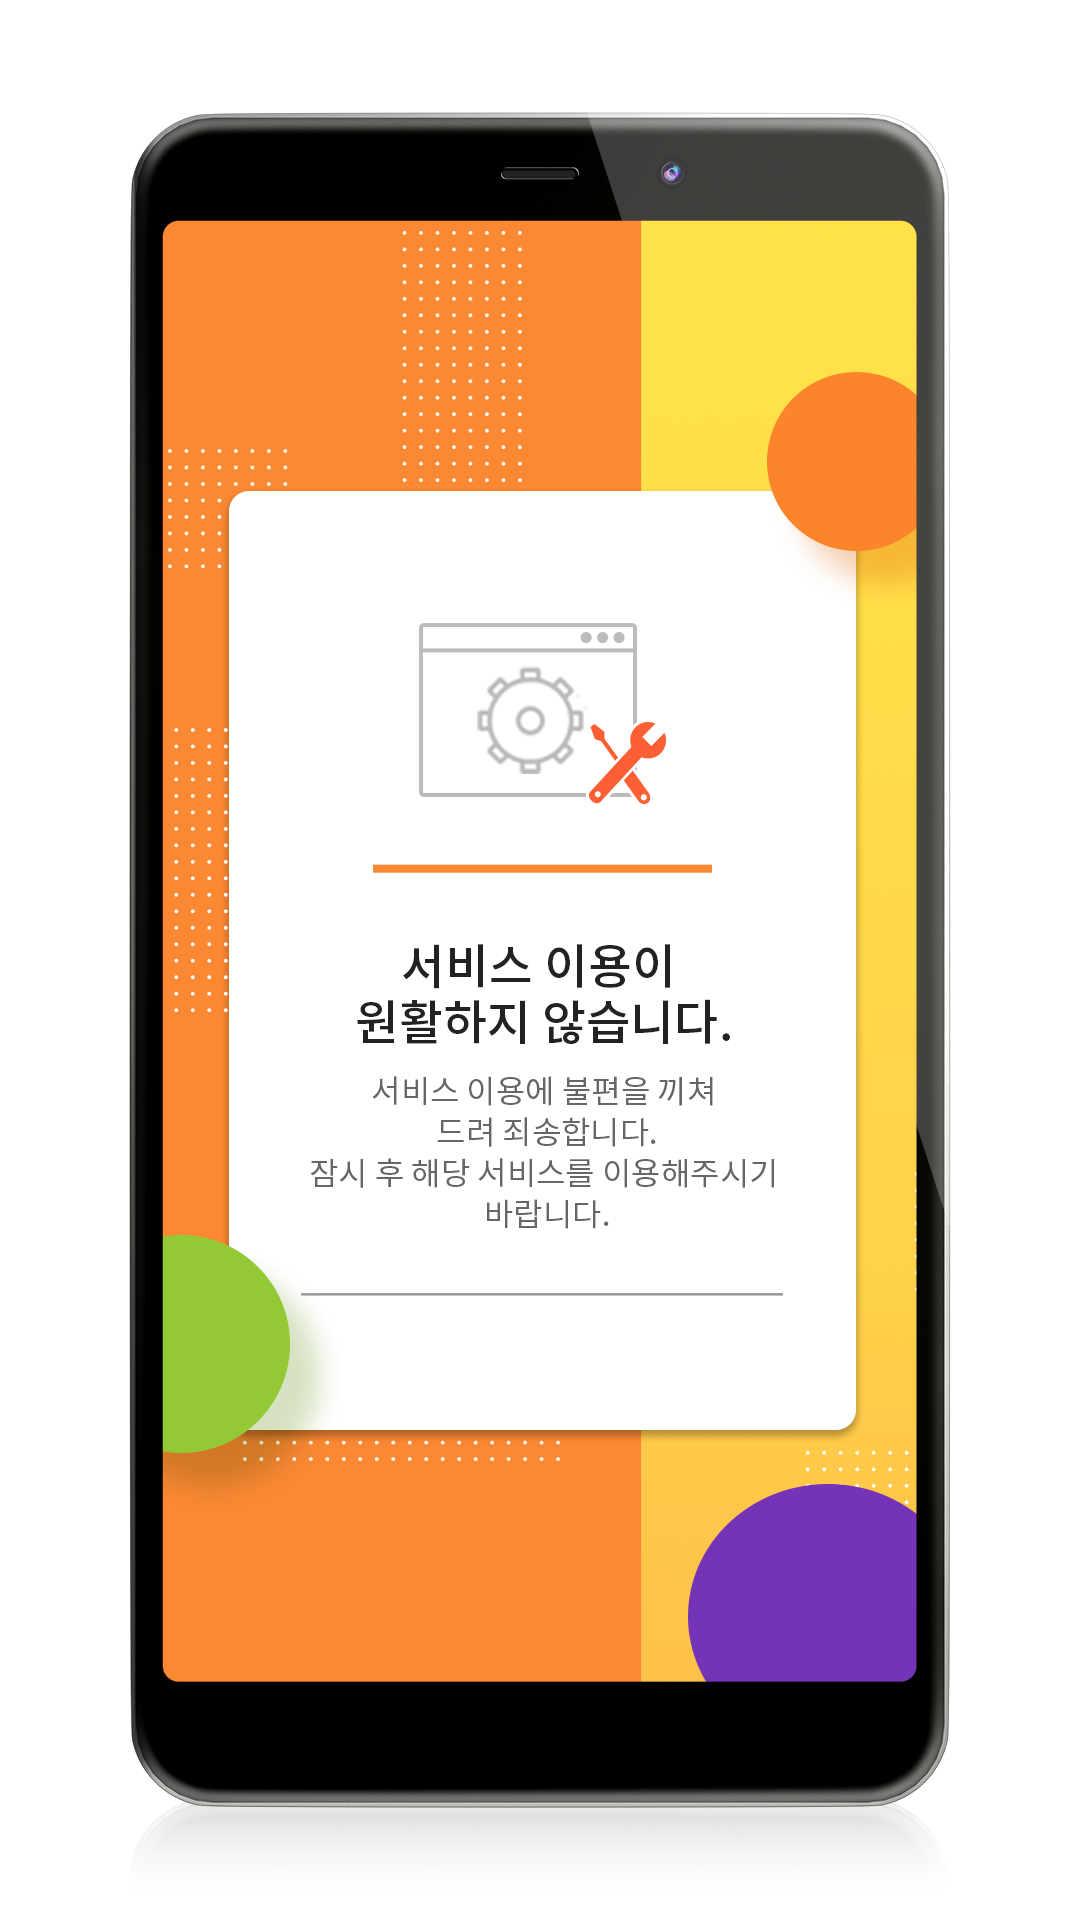 서비스 이용이
원활하지 않습니다.
서비스 이용에 불편을 끼쳐
드려 죄송합니다.
잠시 후 해당 서비스를 이용해주시기
바랍니다.